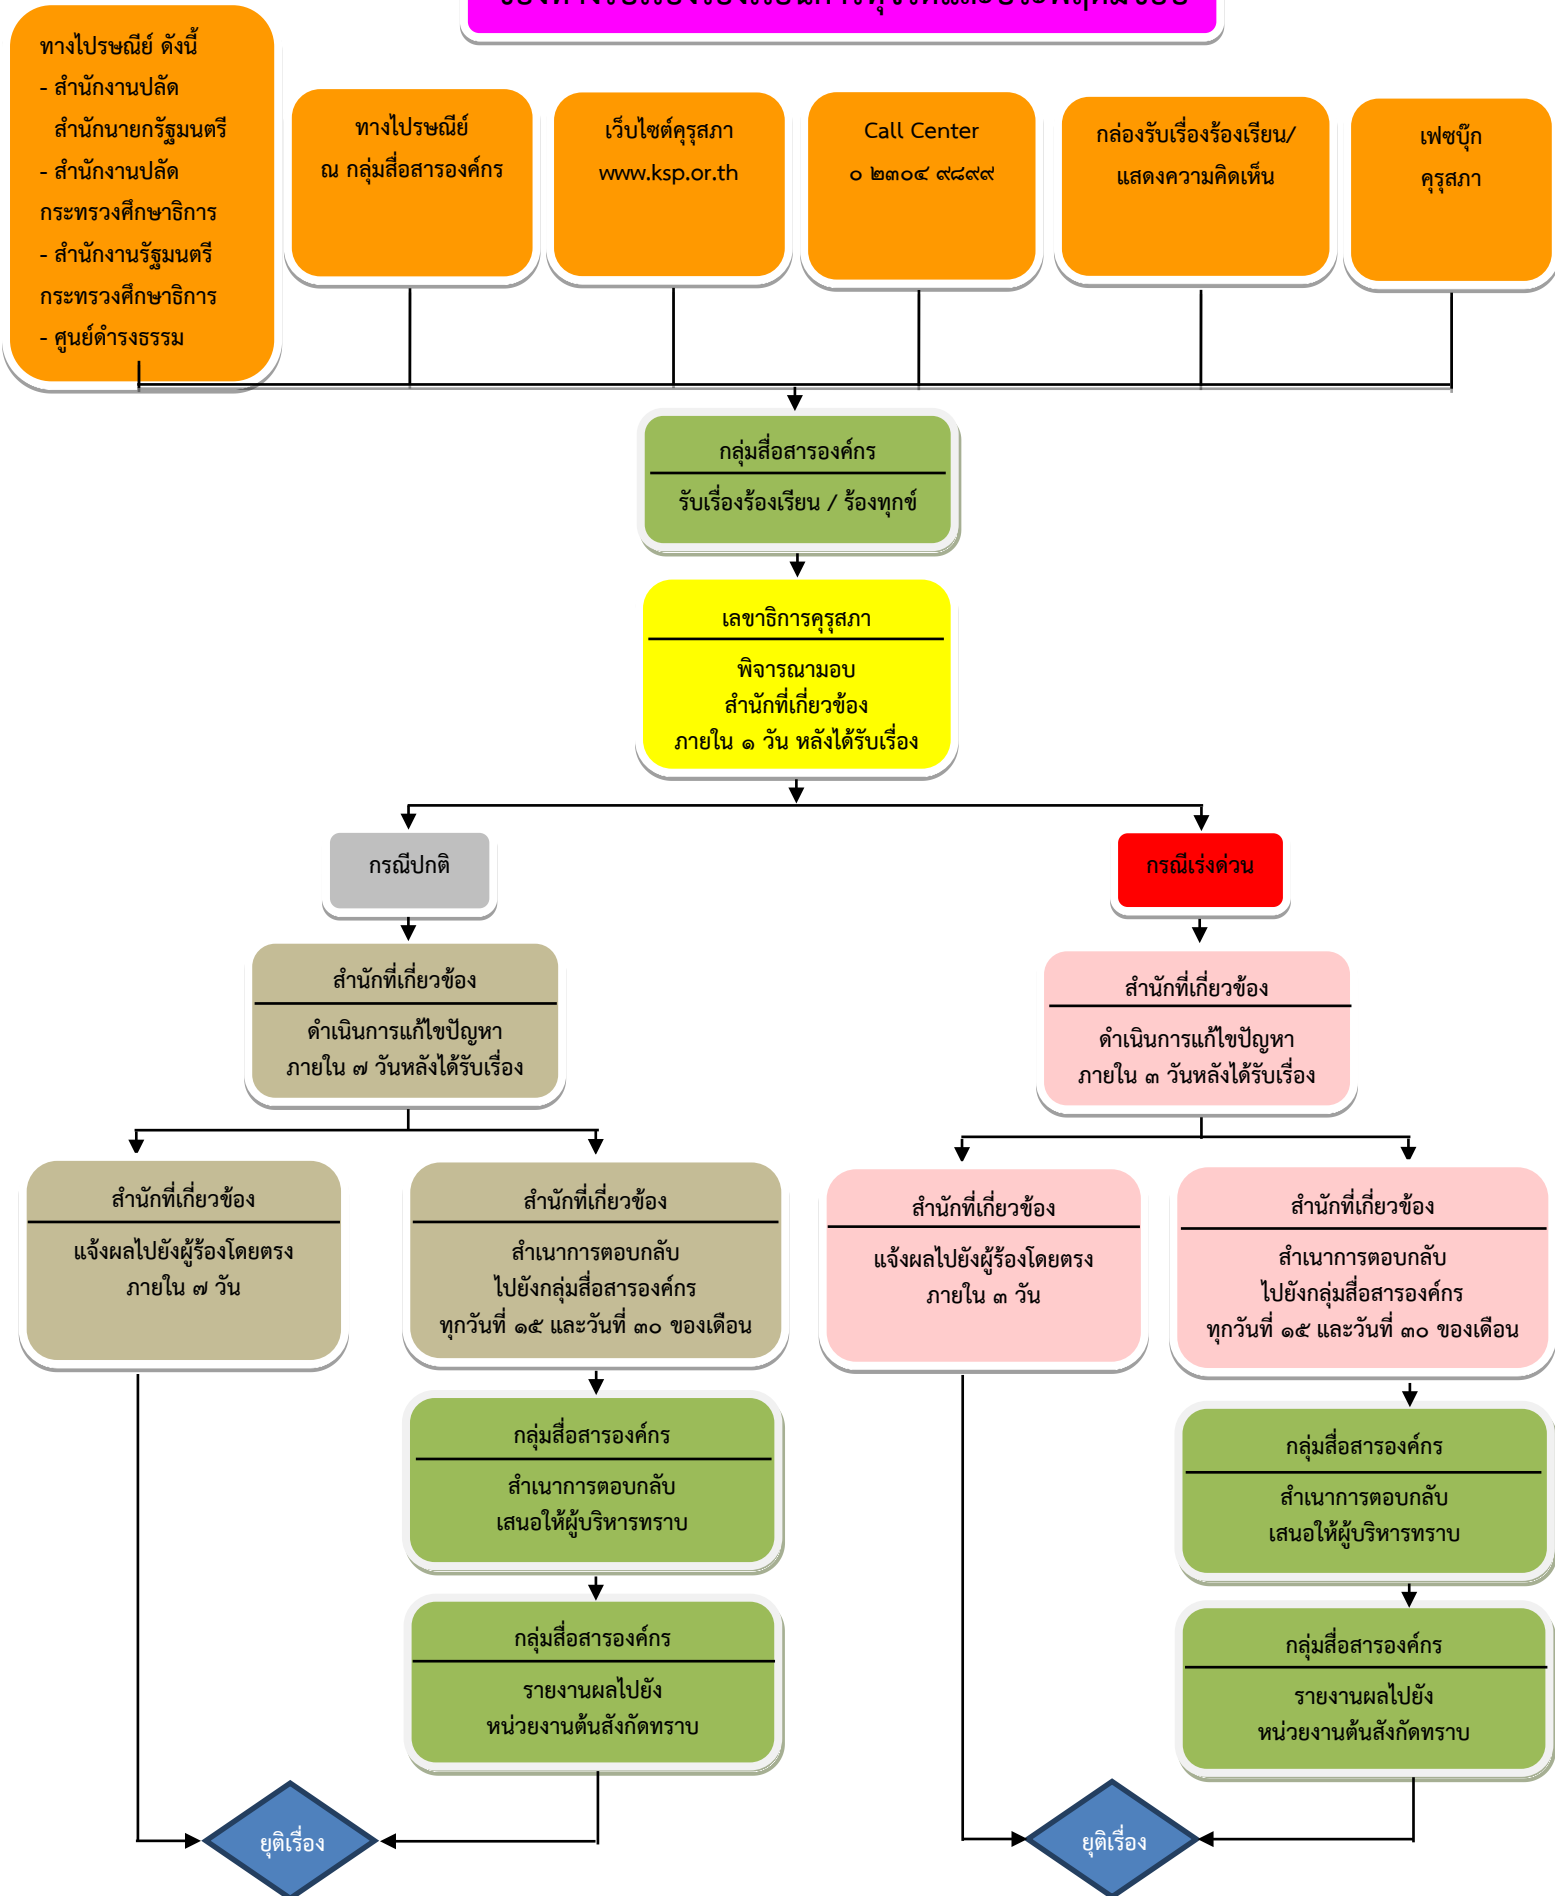 ทางไปรษณีย์ ดังนี้
- สำนักงานปลัด
สำนักนายกรัฐมนตรี
- สำนักงานปลัด
กระทรวงศึกษาธิการ
- สำนักงานรัฐมนตรี
กระทรวงศึกษาธิการ
- ศูนย์ดำรงธรรม
ทางไปรษณีย์
ณ กลุ่มสื่อสารองค์กร
เว็บไซต์คุรุสภา
www.ksp.or.th
Call Center
๐ ๒๓๐๔ ๙๘๙๙
กล่องรับเรื่องร้องเรียน/
แสดงความคิดเห็น
เฟซบุ๊ก
คุรุสภา
กลุ่มสื่อสารองค์กร
รับเรื่องร้องเรียน / ร้องทุกข์
เลขาธิการคุรุสภา
พิจารณามอบ
สำนักที่เกี่ยวข้อง
ภายใน ๑ วัน หลังได้รับเรื่อง
กรณีปกติ
กรณีเร่งด่วน
สำนักที่เกี่ยวข้อง
ดำเนินการแก้ไขปัญหา
ภายใน ๗ วันหลังได้รับเรื่อง
สำนักที่เกี่ยวข้อง
ดำเนินการแก้ไขปัญหา
ภายใน ๓ วันหลังได้รับเรื่อง
สำนักที่เกี่ยวข้อง
แจ้งผลไปยังผู้ร้องโดยตรง
ภายใน ๗ วัน
สำนักที่เกี่ยวข้อง
สำเนาการตอบกลับ
ไปยังกลุ่มสื่อสารองค์กร
ทุกวันที่ ๑๕ และวันที่ ๓๐ ของเดือน
สำนักที่เกี่ยวข้อง
แจ้งผลไปยังผู้ร้องโดยตรง
ภายใน ๓ วัน
สำนักที่เกี่ยวข้อง
สำเนาการตอบกลับ
ไปยังกลุ่มสื่อสารองค์กร
ทุกวันที่ ๑๕ และวันที่ ๓๐ ของเดือน
กลุ่มสื่อสารองค์กร
สำเนาการตอบกลับ
เสนอให้ผู้บริหารทราบ
กลุ่มสื่อสารองค์กร
สำเนาการตอบกลับ
เสนอให้ผู้บริหารทราบ
กลุ่มสื่อสารองค์กร
รายงานผลไปยัง
หน่วยงานต้นสังกัดทราบ
กลุ่มสื่อสารองค์กร
รายงานผลไปยัง
หน่วยงานต้นสังกัดทราบ
ยุติเรื่อง
ยุติเรื่อง